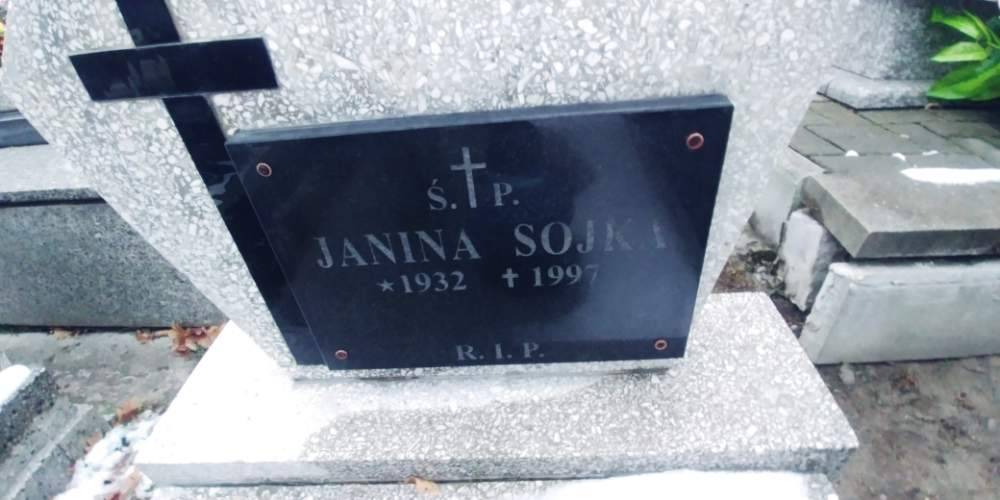 Ś. P.
JANINA SOJKA
★1932 ✝1997
R. I. P.